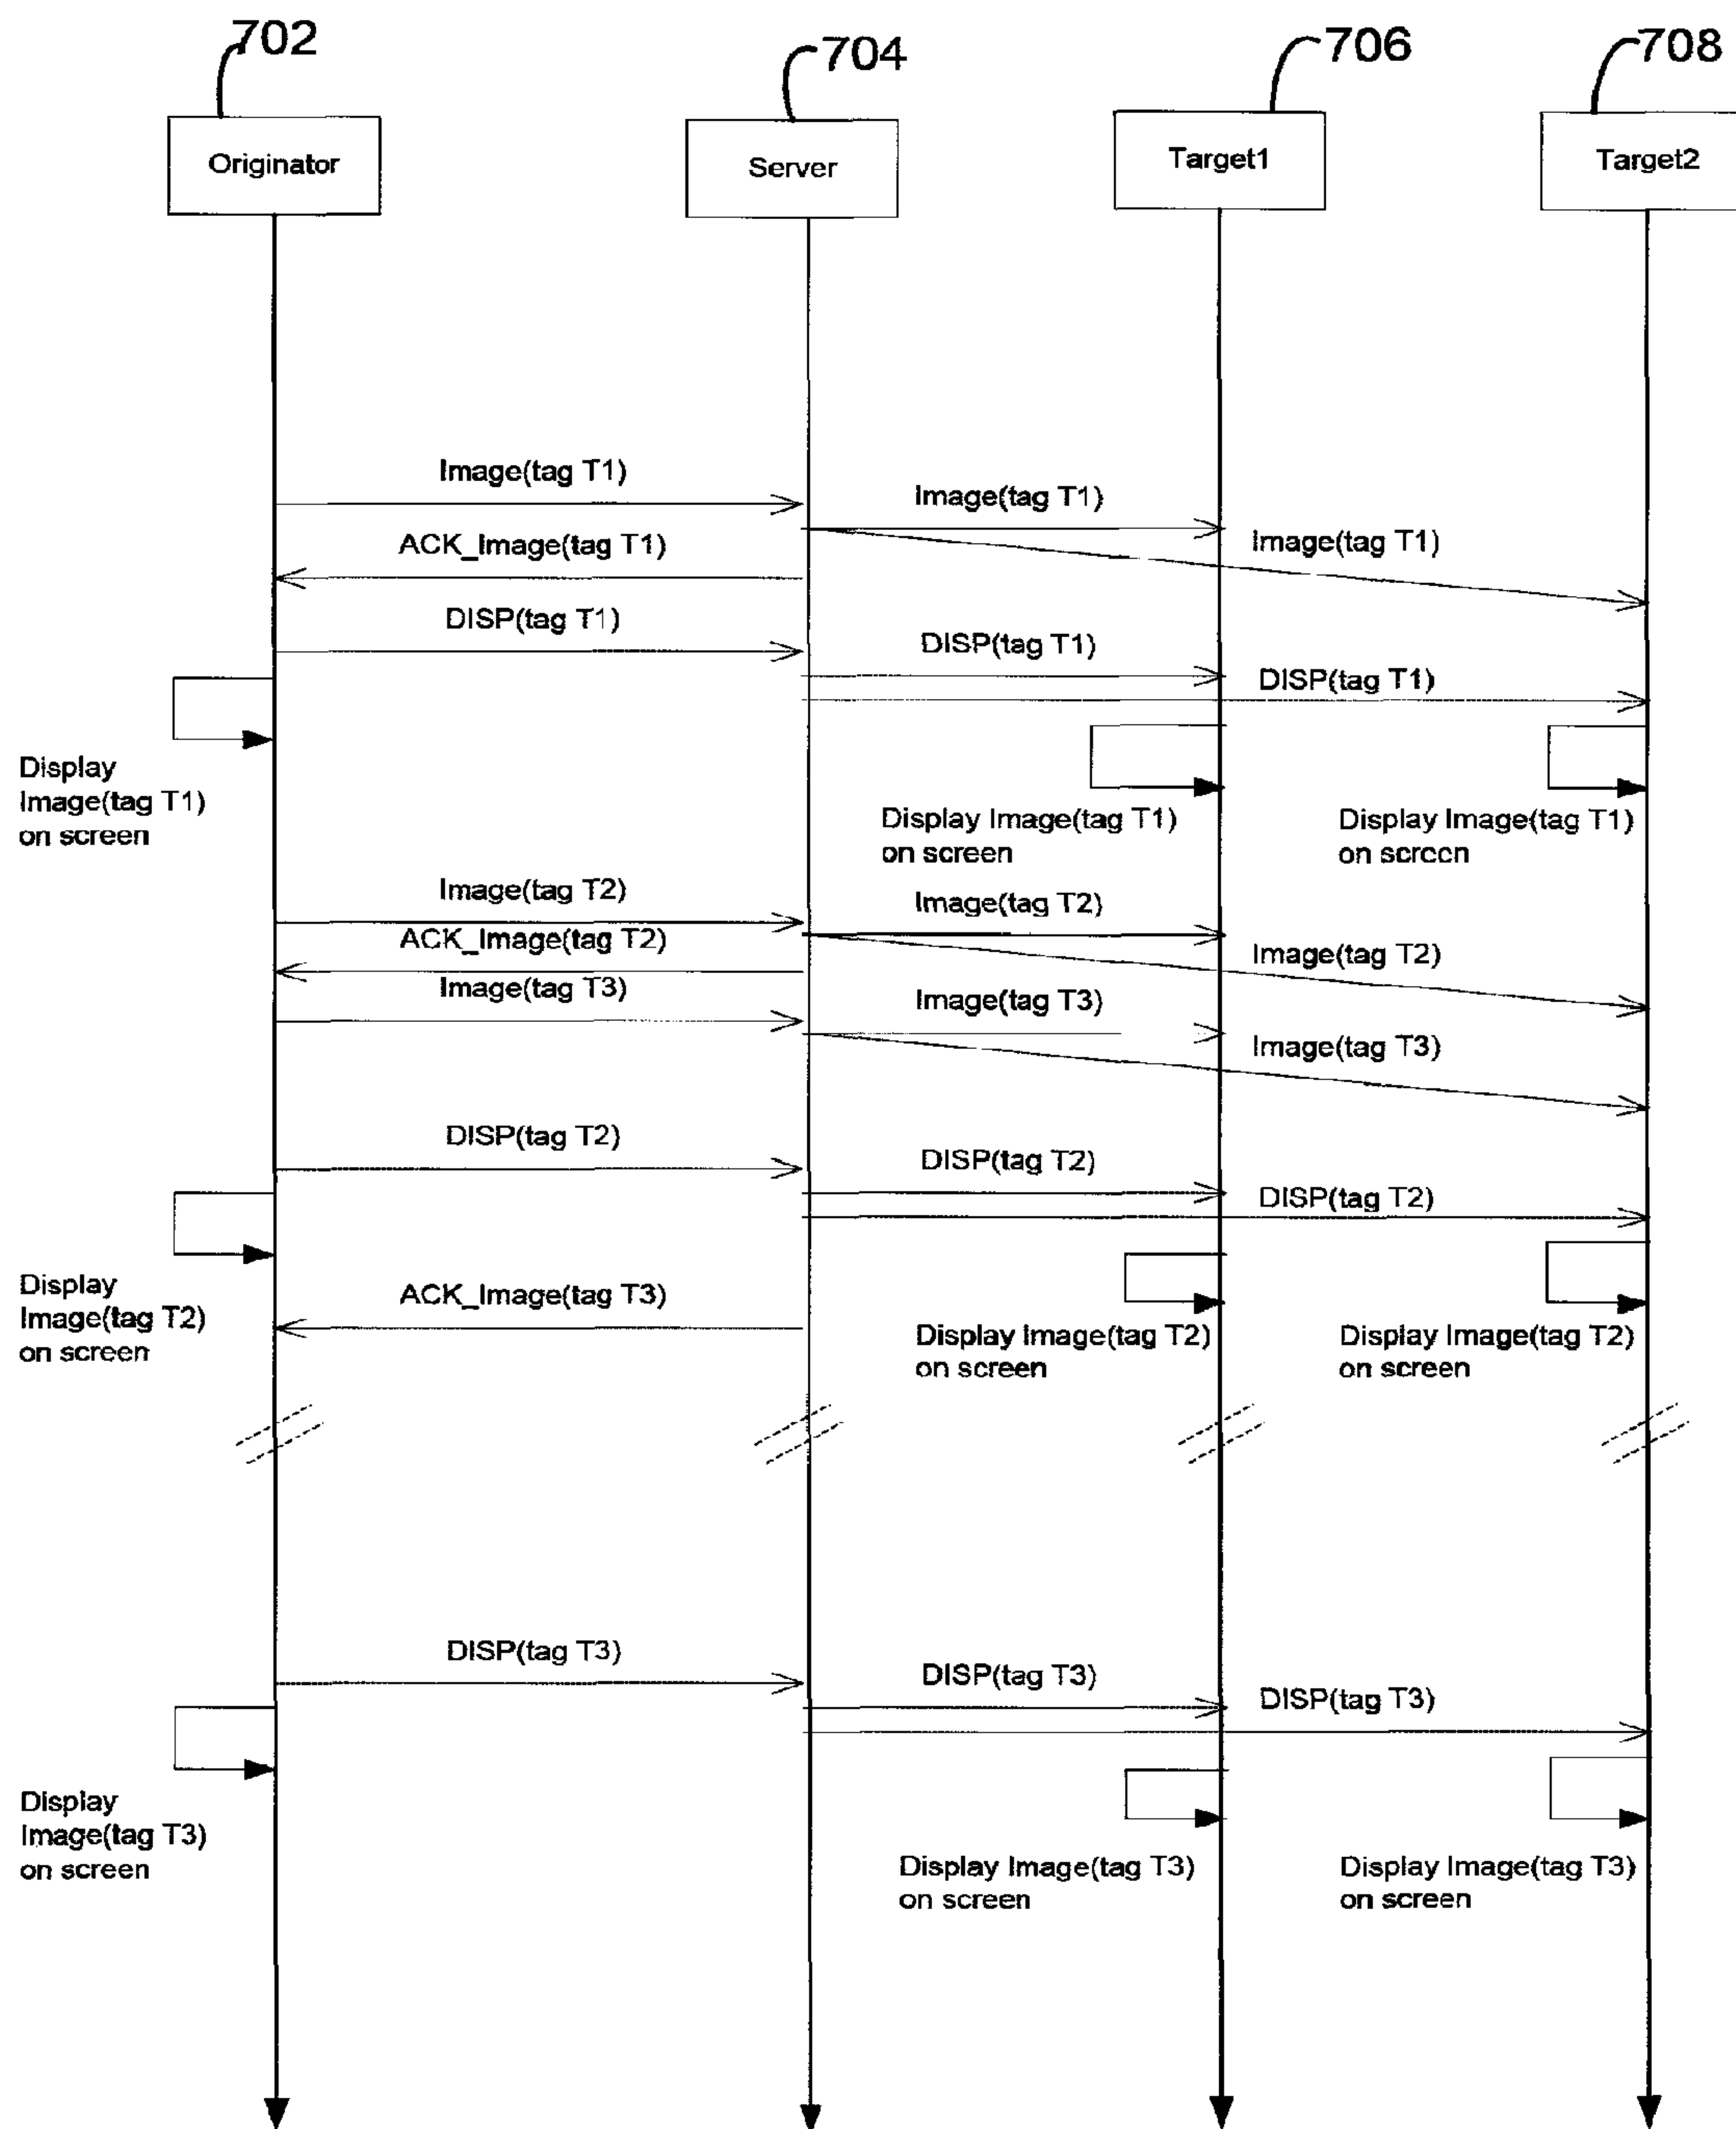 702
704
706
708
Originator
Server
Target1
Target2
Image(tag T1)
Image(tag T1)
Image(tag T1)
ACK_Image(tag T1)
DISP(tag T1)
DISP(tag T1)
DISP(tag T1)
Display
Image(tag T1)
on screen
Display Image(tag T1)
on screen
Display Image(tag T1)
on screen
Image(tag T2)
Image(tag T2)
ACK_Image(tag T2)
Image(tag T2)
Image(tag T3)
Image(tag T3)
Image(tag T3)
DISP(tag T2)
DISP(tag T2)
DISP(tag T2)
Display
Image(tag T2)
on screen
ACK_Image(tag T3)
Display Image(tag T2)
on screen
Display Image(tag T2)
on screen
DISP(tag T3)
DISP(tag T3)
DISP(tag T3)
Display
Image(tag T3)
on screen
Display Image(tag T3)
on screen
Display Image(tag T3)
on screen